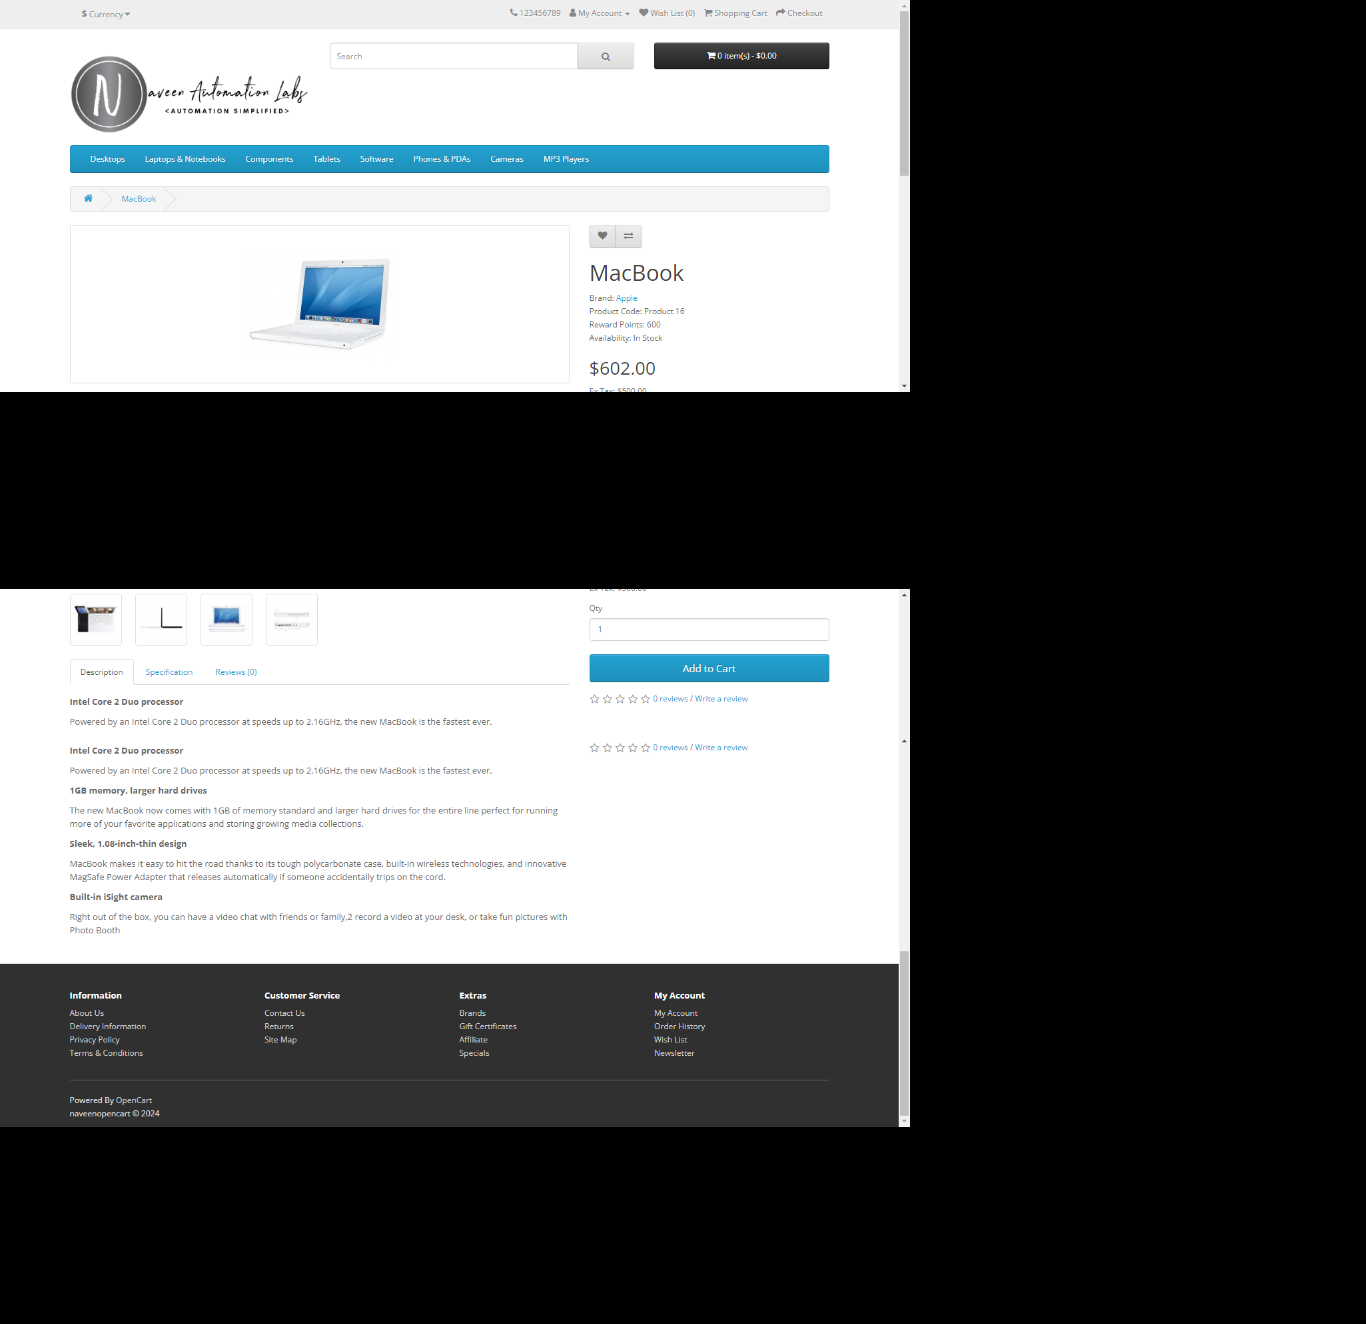 $ Currency
123456789 My Account Wish List (0) Shopping Cart Checkout
Search
0 item(s) - $0.00
Naveen Automation Labs
<AUTOMATION SIMPLIFIED>
Desktops Laptops & Notebooks Components Tablets Software Phones & PDAs Cameras MP3 Players
MacBook
MacBook
Brand: Apple
Product Code: Product 16
Reward Points: 600
Availability: In Stock
$602.00
Ex Tax: $500.00
Ex Tax: $500.00
Qty
1
Add to Cart
0 reviews / Write a review
0 reviews / Write a review
Description Specification Reviews (0)
Intel Core 2 Duo processor
Powered by an Intel Core 2 Duo processor at speeds up to 2.16GHz, the new MacBook is the fastest ever.
Intel Core 2 Duo processor
Powered by an Intel Core 2 Duo processor at speeds up to 2.16GHz, the new MacBook is the fastest ever.
1GB memory, larger hard drives
The new MacBook now comes with 1GB of memory standard and larger hard drives for the entire line perfect for running
more of your favorite applications and storing growing media collections.
Sleek, 1.08-inch-thin design
MacBook makes it easy to hit the road thanks to its tough polycarbonate case, built-in wireless technologies, and innovative
MagSafe Power Adapter that releases automatically if someone accidentally trips on the cord.
Built-in iSight camera
Right out of the box, you can have a video chat with friends or family,2 record a video at your desk, or take fun pictures with
Photo Booth
Information
About Us
Delivery Information
Privacy Policy
Terms & Conditions
Customer Service
Contact Us
Returns
Site Map
Extras
Brands
Gift Certificates
Affiliate
Specials
My Account
My Account
Order History
Wish List
Newsletter
Powered By OpenCart
naveenopencart © 2024